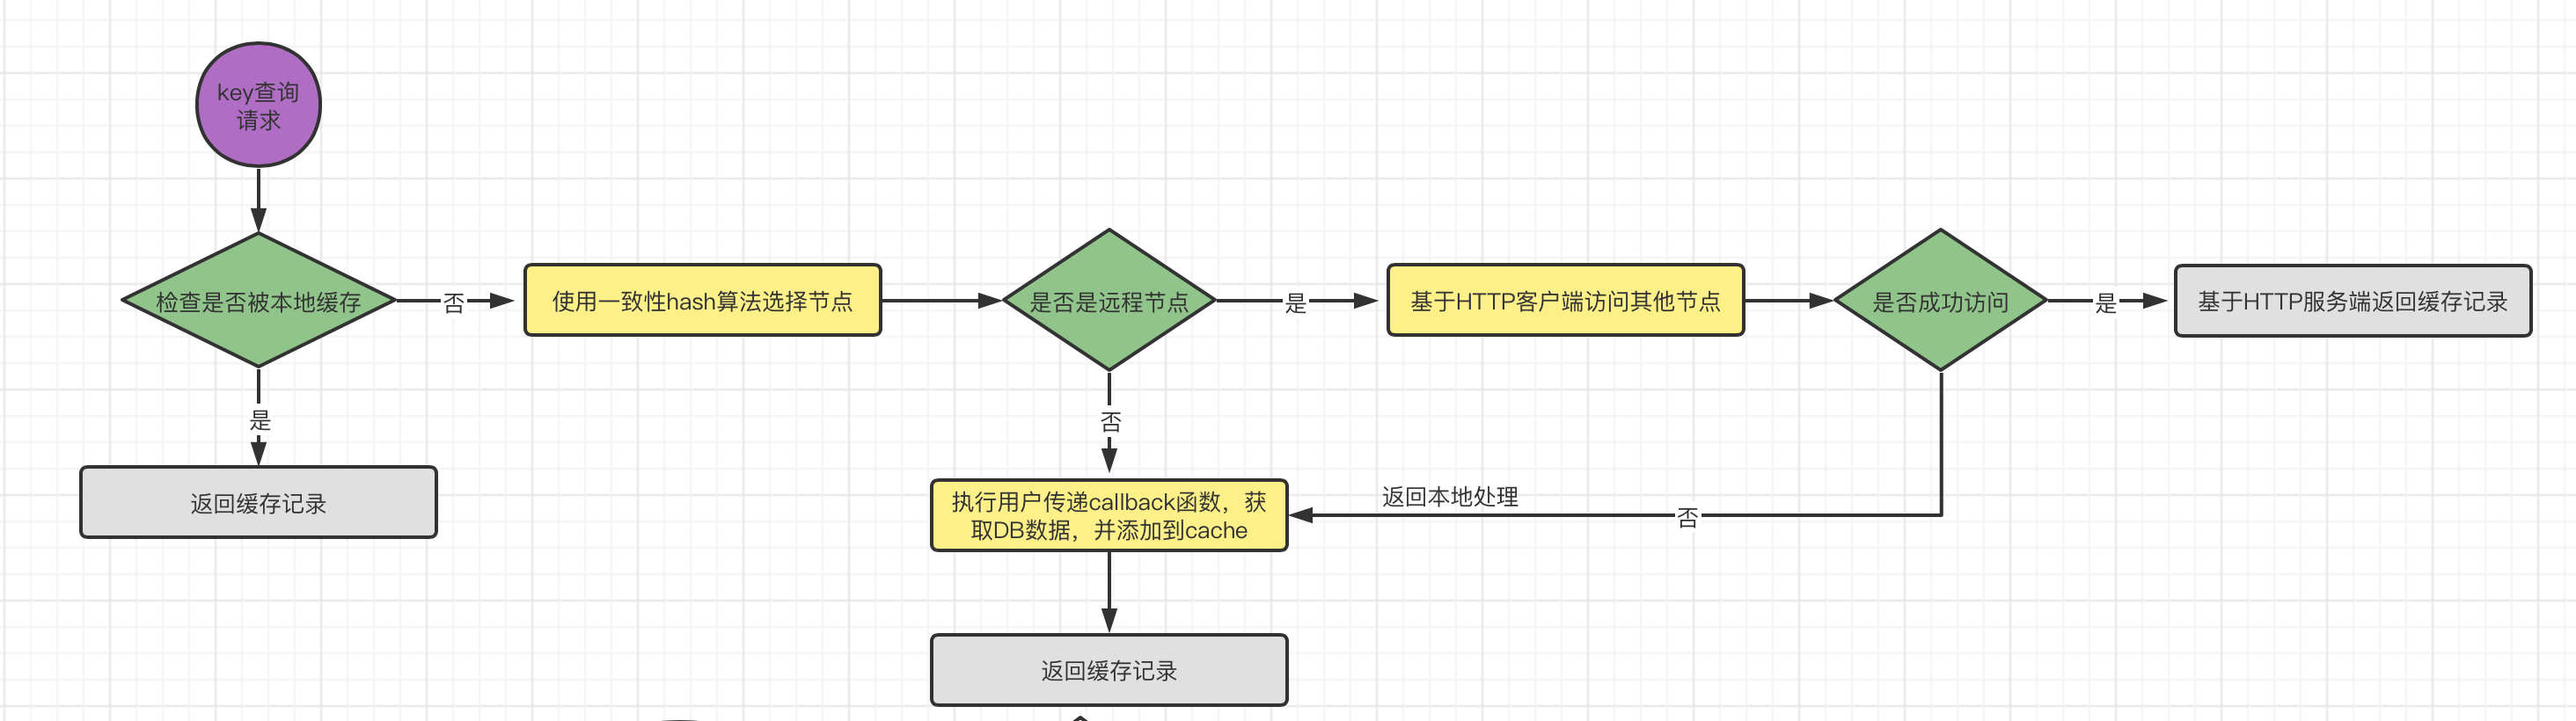 key查询
请求
检查是否被本地缓存
否
使用一致性hash算法选择节点
是否是远程节点
是
基于HTTP客户端访问其他节点
是否成功访问
是
基于HTTP服务端返回缓存记录
是
否
返回缓存记录
执行用户传递callback函数，获
取DB数据，并添加到cache
返回本地处理
否
返回缓存记录